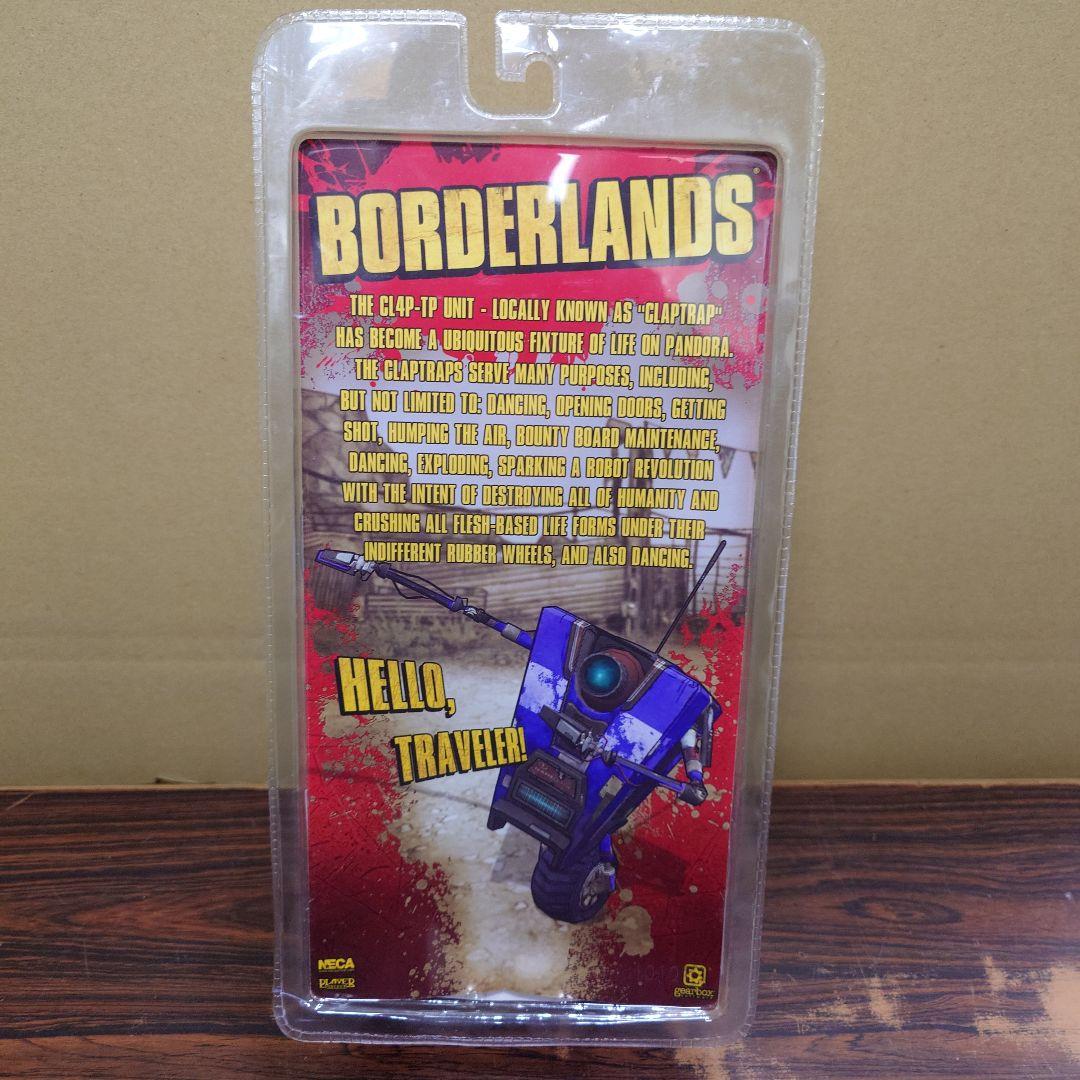 BORDERLANDS®
THE CL4P-TP UNIT - LOCALLY KNOWN AS "CLAPTRAP"
HAS BECOME A UBIQUITOUS FIXTURE OF LIFE ON PANDORA.
THE CLAPTRAPS SERVE MANY PURPOSES, INCLUDING,
BUT NOT LIMITED TO: DANCING, OPENING DOORS, GETTING
SHOT, HUMPING THE AIR, BOUNTY BOARD MAINTENANCE,
DANCING, EXPLODING, SPARKING A ROBOT REVOLUTION
WITH THE INTENT OF DESTROYING ALL OF HUMANITY AND
CRUSHING ALL FLESH-BASED LIFE FORMS UNDER THEIR
INDIFFERENT RUBBER WHEELS, AND ALSO DANCING.
HELLO,
TRAVELER!
NECA
PLAYER
gearbox